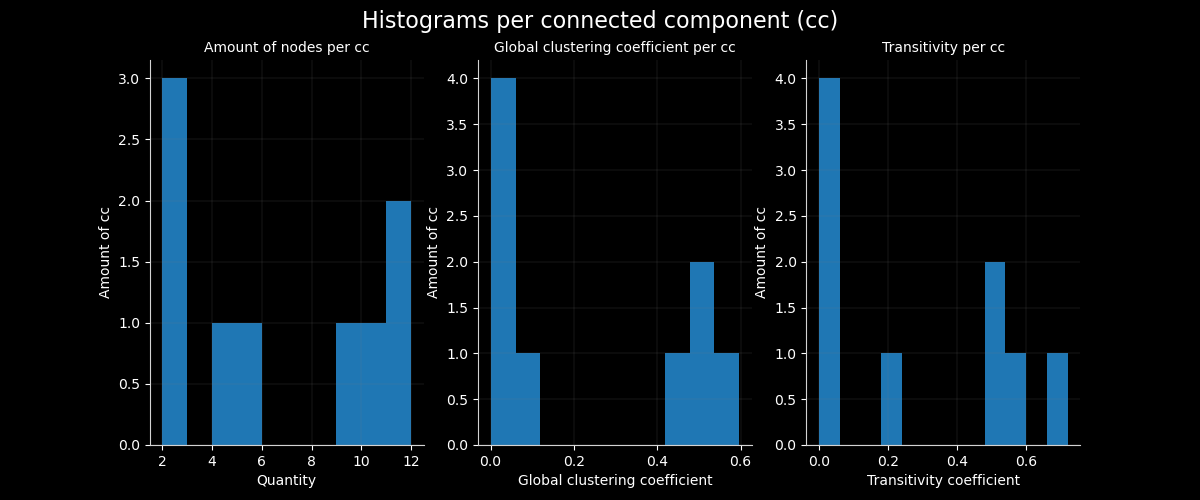 Histograms per connected component (cc)
Amount of nodes per cc
Amount of cc
3.0
2.5
2.0
1.5
1.0
0.5
0.0
2 4 6 8 10 12
Quantity
Global clustering coefficient per cc
Amount of cc
4.0
3.5
3.0
2.5
2.0
1.5
1.0
0.5
0.0
0.0 0.2 0.4 0.6
Global clustering coefficient
Transitivity per cc
Amount of cc
4.0
3.5
3.0
2.5
2.0
1.5
1.0
0.5
0.0
0.0 0.2 0.4 0.6
Transitivity coefficient